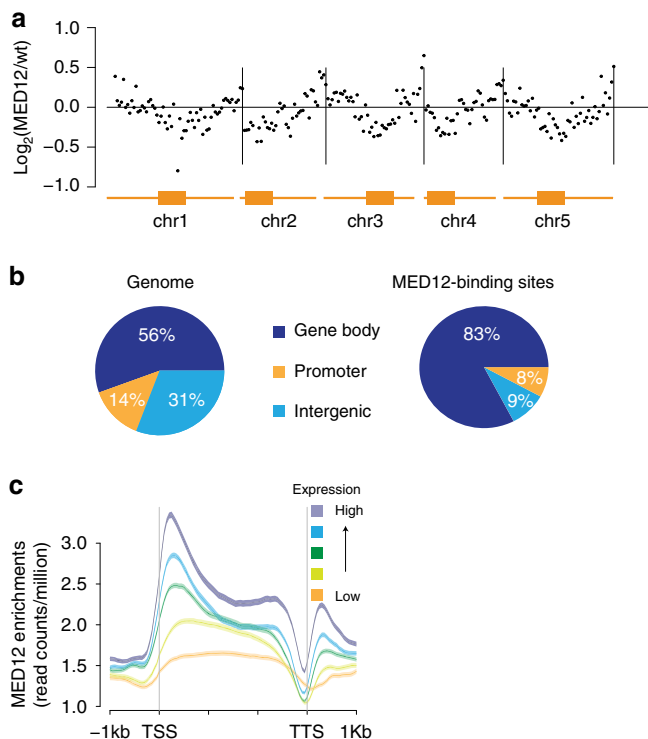 a
Log2(MED12/wt)
1.0
0.5
0.0
−0.5
−1.0
chr1 chr2 chr3 chr4 chr5
b
Genome
MED12-binding sites
56%
14%
31%
Gene body
Promoter
Intergenic
83%
8%
9%
c
Expression
High
Low
MED12 enrichments
(read counts/million)
3.0
2.5
2.0
1.5
1.0
−1kb TSS TTS 1Kb